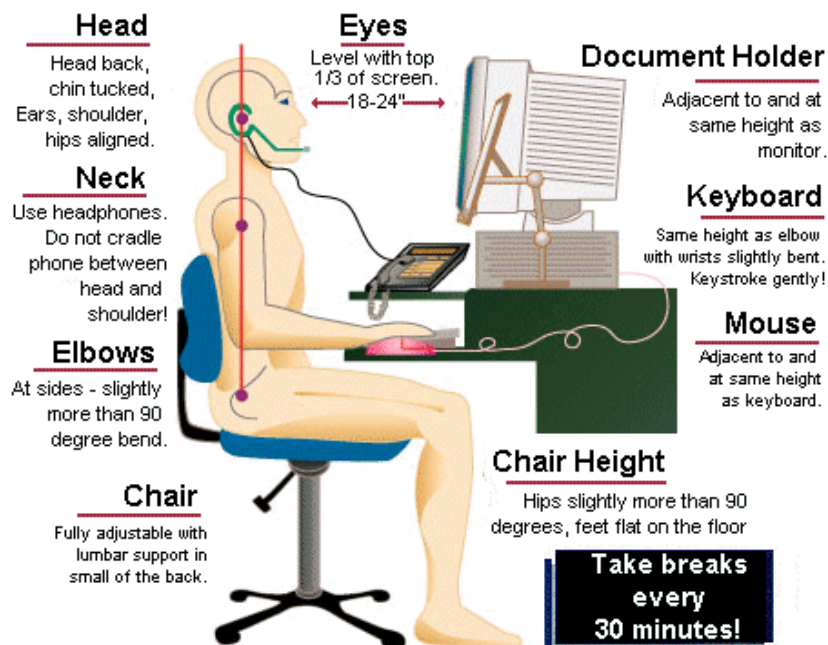 Head
Head back,
chin tucked,
Ears, shoulder,
hips aligned.
Neck
Use headphones.
Do not cradle
phone between
head and
shoulder!
Elbows
At sides - slightly
more than 90
degree bend.
Chair
Fully adjustable with
lumbar support in
small of the back.
Eyes
Level with top
1/3 of screen.
18-24"
Document Holder
Adjacent to and at
same height as
monitor.
Keyboard
Same height as elbow
with wrists slightly bent.
Keystroke gently!
Mouse
Adjacent to and
at same height
as keyboard.
Chair Height
Hips slightly more than 90
degrees, feet flat on the floor
Take breaks
every
30 minutes!